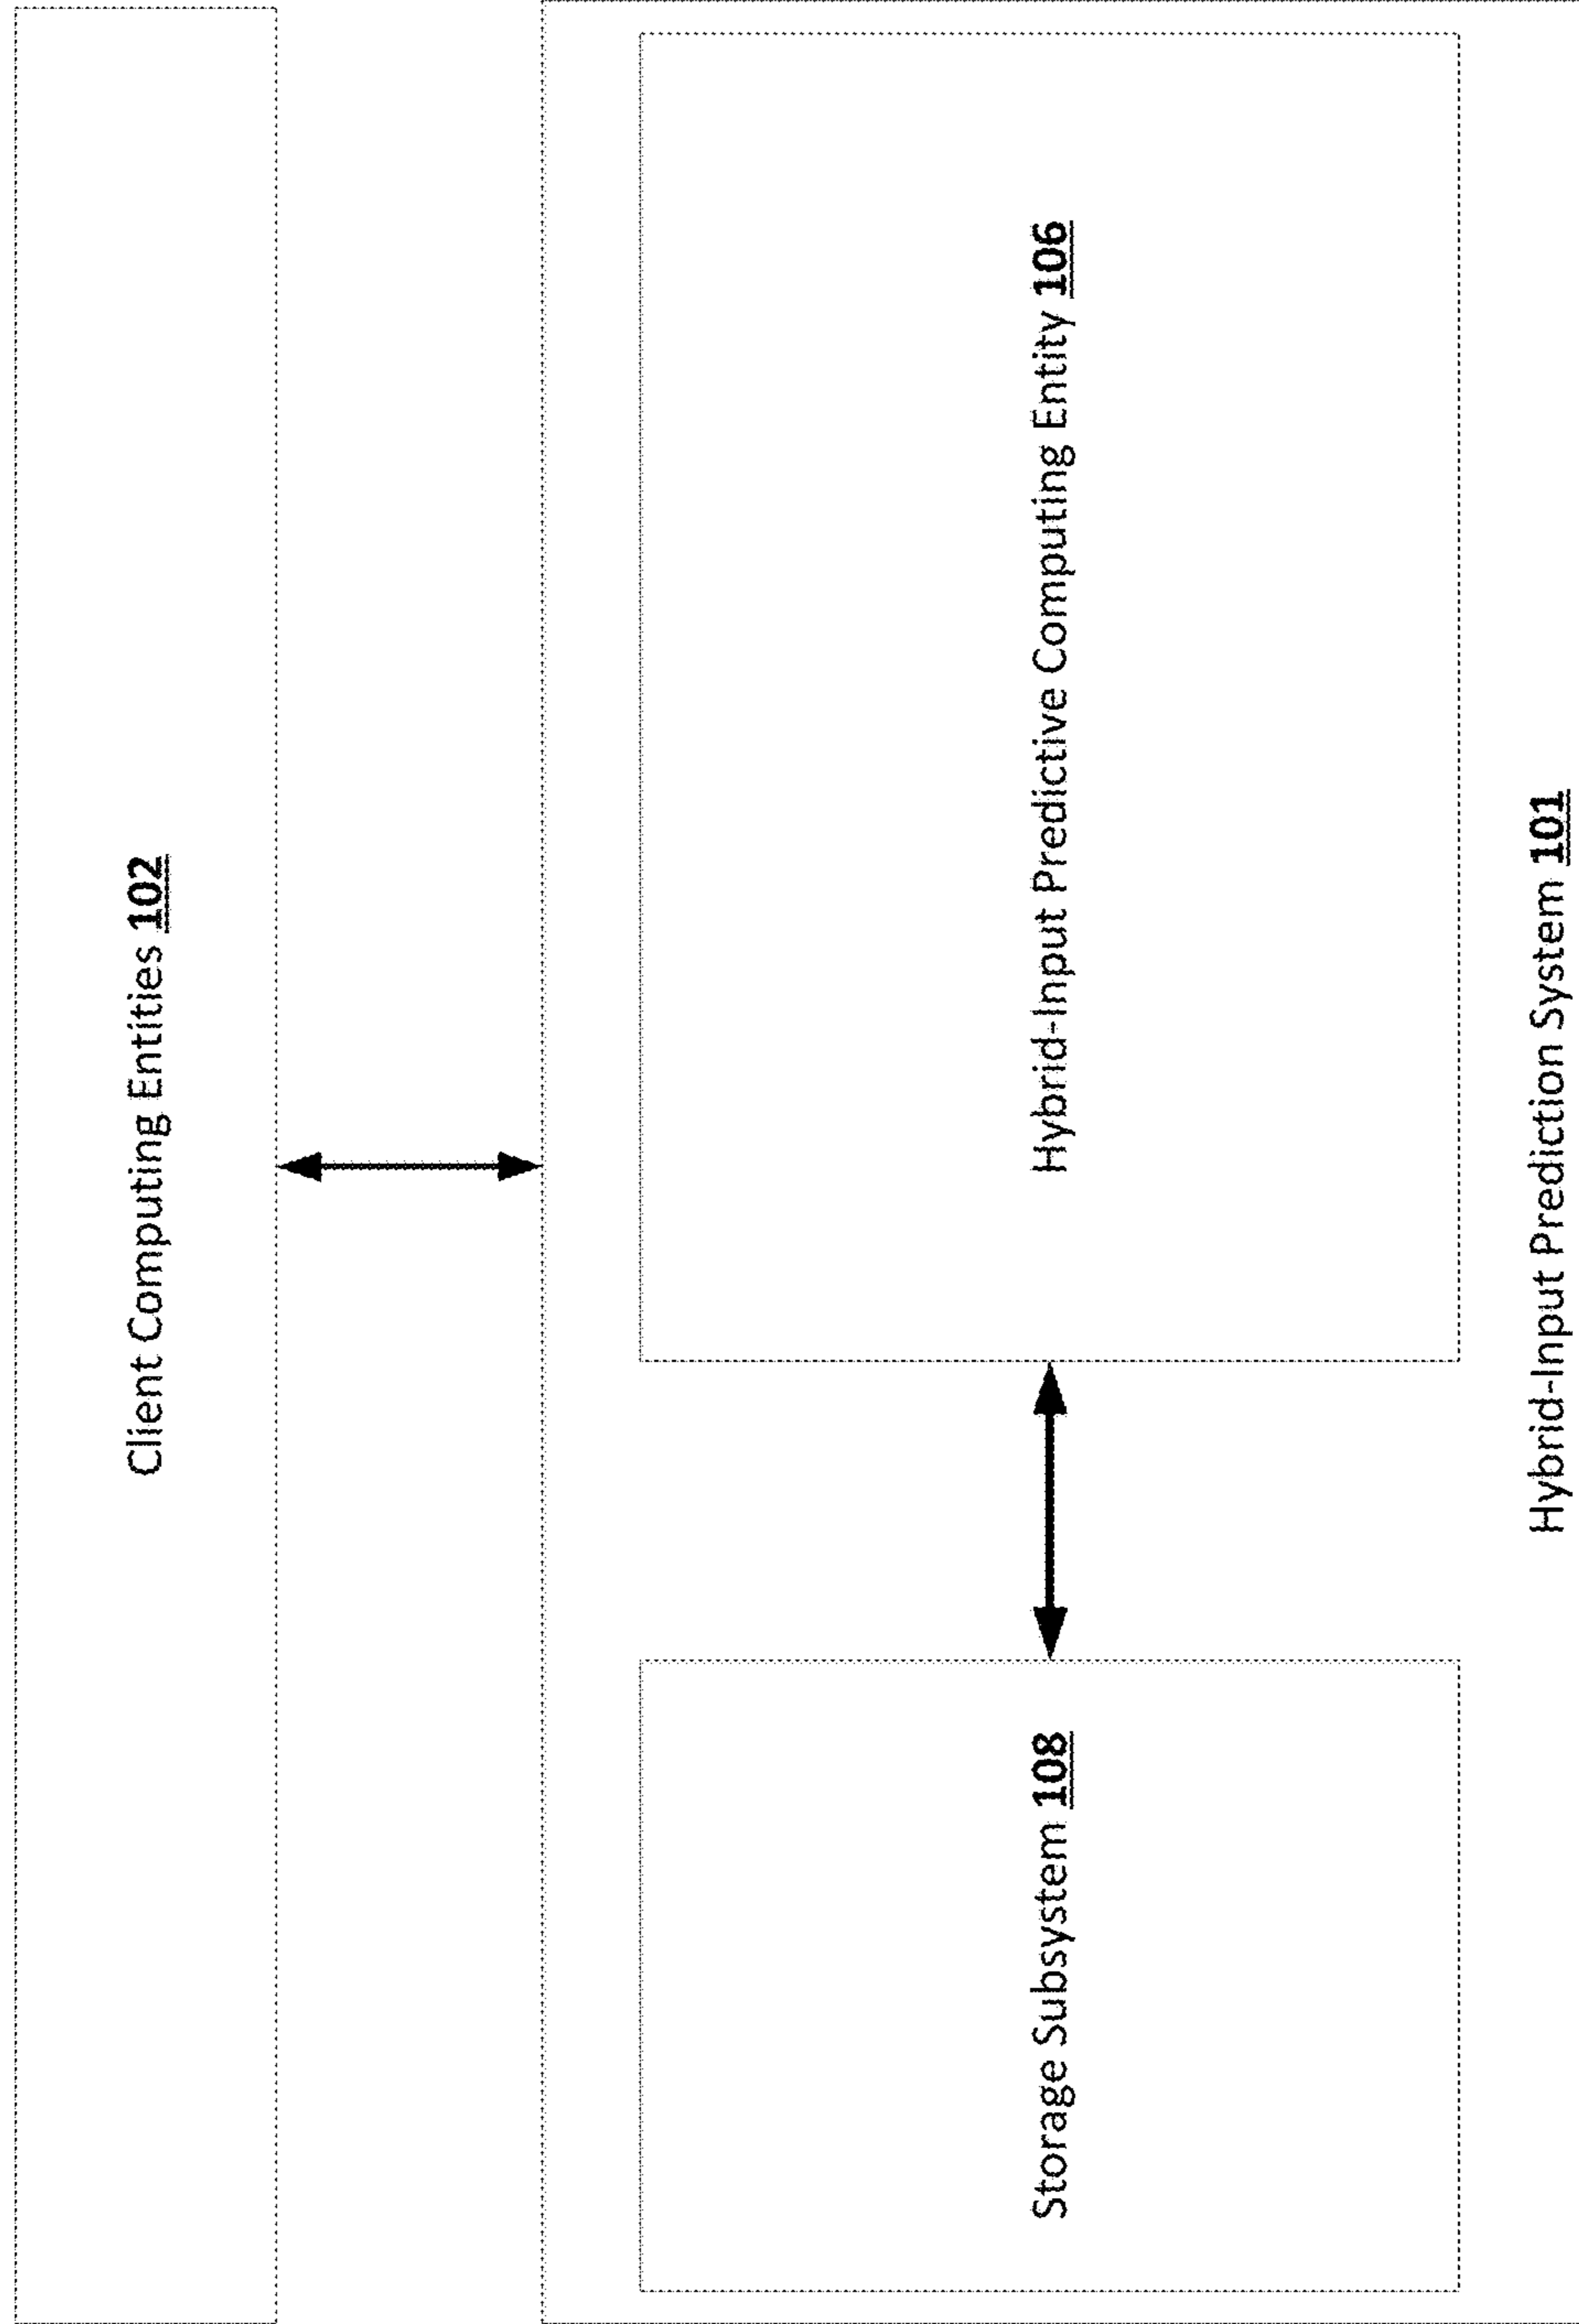 Client Computing Entities 102
Storage Subsystem 108
Hybrid-Input Predictive Computing Entity 106
Hybrid-Input Prediction System 101